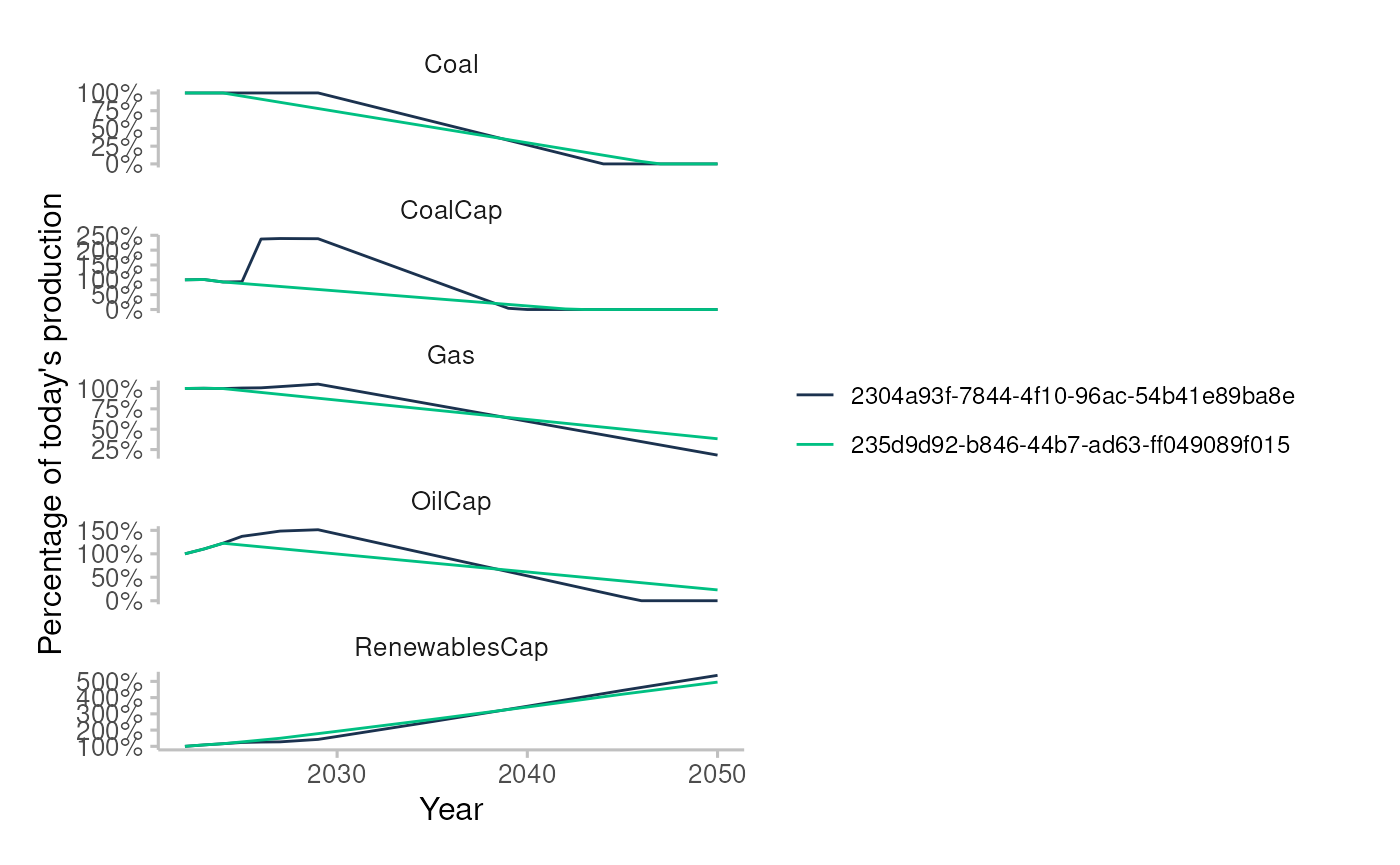 Coal
100%
75%
50%
25%
0%
CoalCap
250%
200%
150%
100%
50%
0%
Gas
100%
75%
50%
25%
OilCap
150%
100%
50%
0%
RenewablesCap
500%
400%
300%
200%
100%
2030 2040 2050
Year
Percentage of today's production
2304a93f-7844-4f10-96ac-54b41e89ba8e
235d9d92-b846-44b7-ad63-ff049089f015